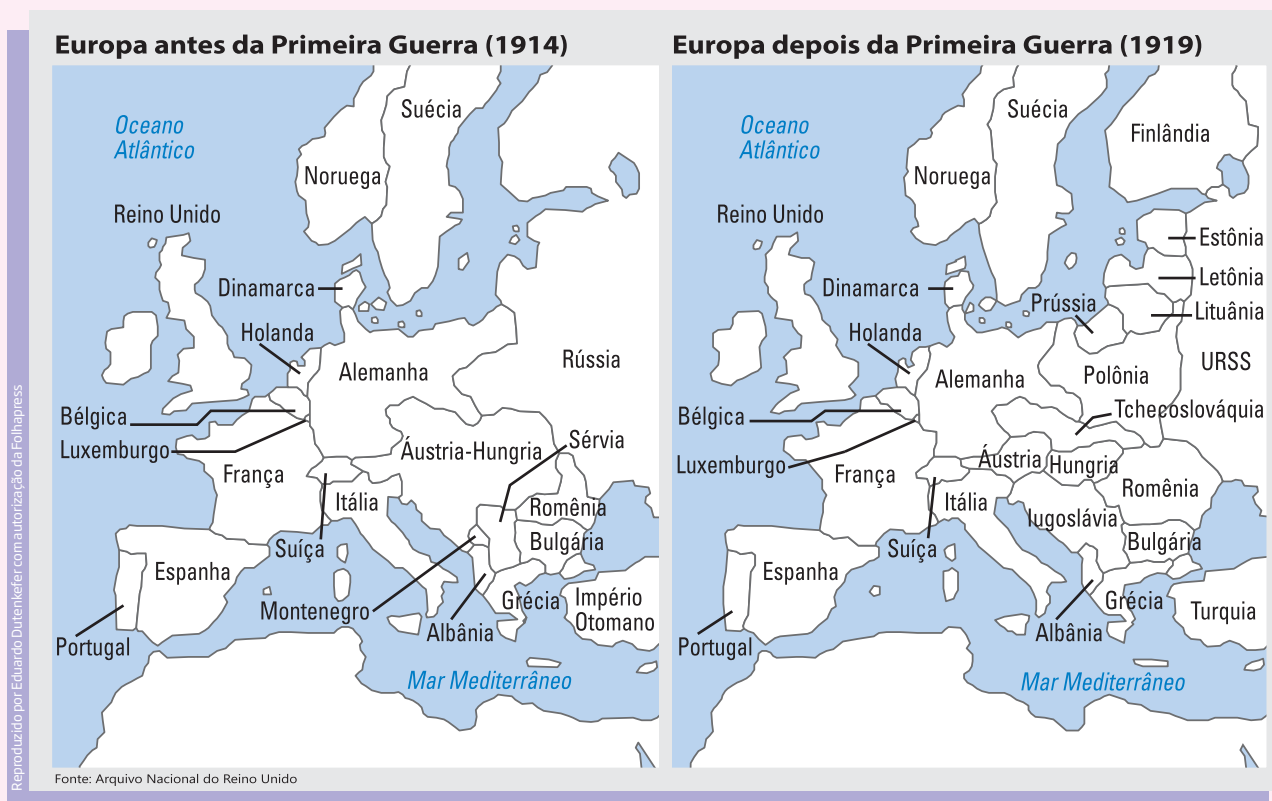 Europa antes da Primeira Guerra (1914)
Oceano
Atlântico
Suécia
Noruega
Reino Unido
Dinamarca
Holanda
Rússia
Alemanha
Bélgica
Luxemburgo
Áustria-Hungria
Sérvia
França
Itália
Romênia
Suíça
Bulgária
Espanha
Montenegro
Grécia
Império
Otomano
Albânia
Portugal
Mar Mediterrâneo
Fonte: Arquivo Nacional do Reino Unido
Europa depois da Primeira Guerra (1919)
Oceano
Atlântico
Suécia
Finlândia
Noruega
Reino Unido
Estônia
Letônia
Dinamarca
Prússia
Lituânia
Holanda
URSS
Alemanha
Polônia
Tchecoslováquia
Bélgica
Luxemburgo
Áustria
Hungria
França
Romênia
Itália
Iugoslávia
Suíça
Bulgária
Espanha
Grécia
Turquia
Albânia
Portugal
Mar Mediterrâneo
Reproduzido por Eduardo Dutenkefer com autorização da Folhapress